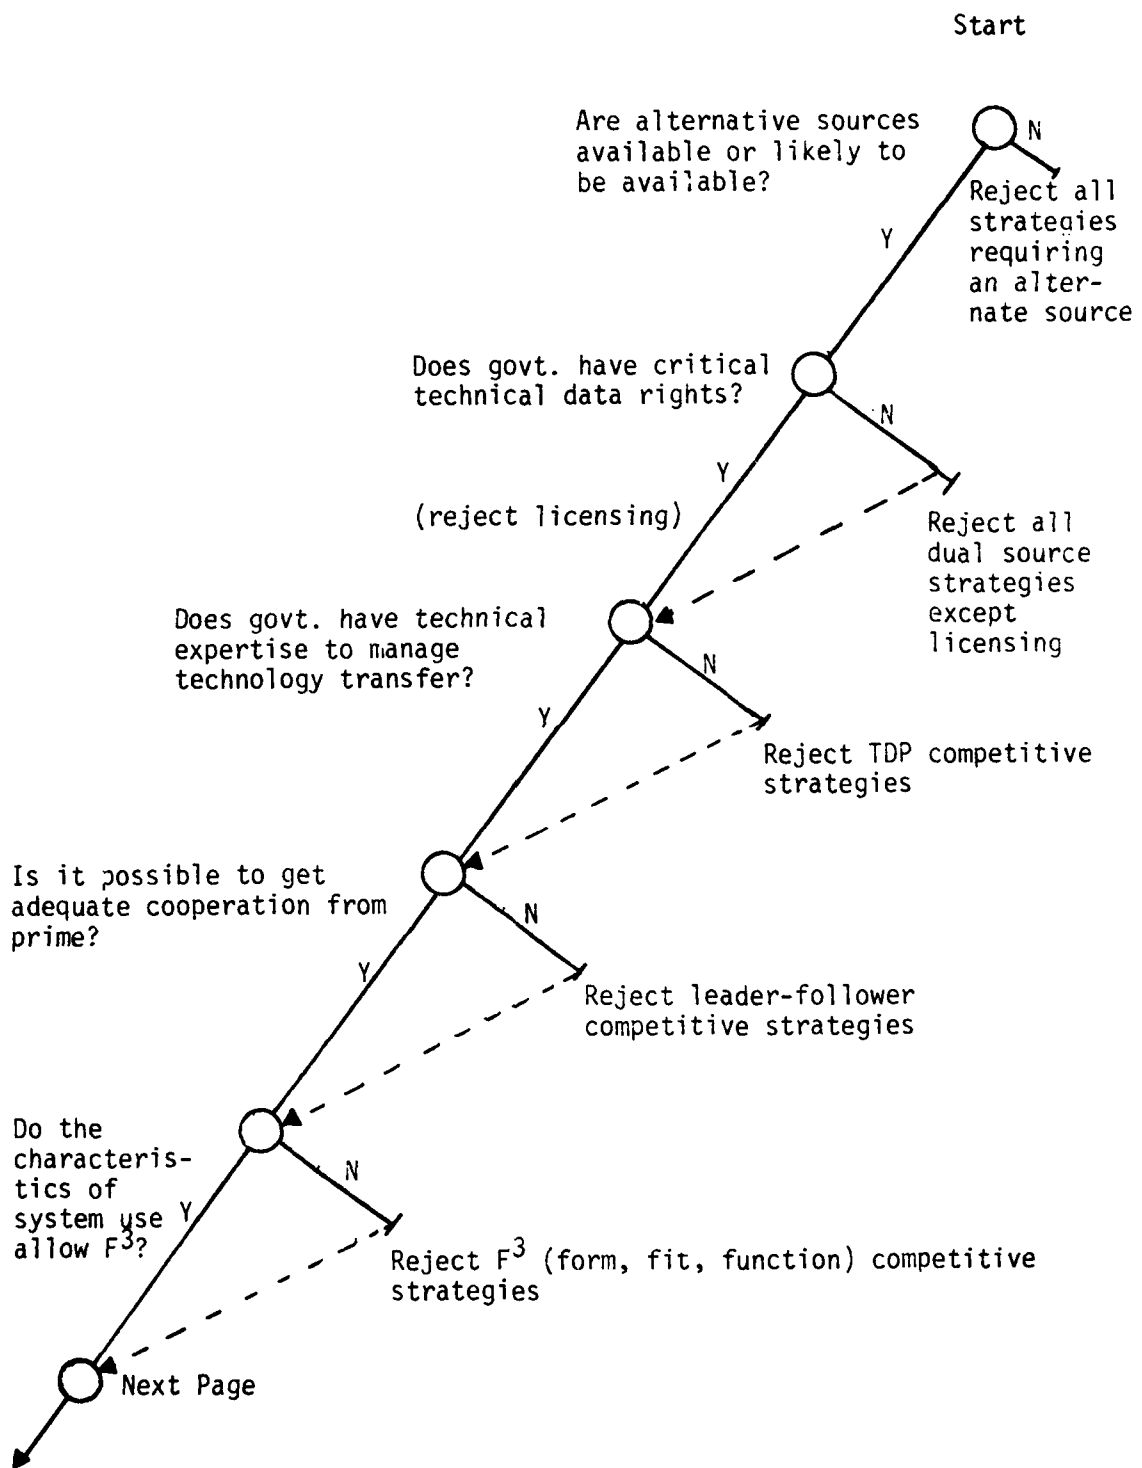 Start
Are alternative sources
available or likely to
be available?
N
Reject all
strategies
requiring
an alter-
nate source
Y
Does govt. have critical
technical data rights?
N
Y
(reject licensing)
Reject all
dual source
strategies
except
licensing
Does govt. have technical
expertise to manage
technology transfer?
N
Y
Reject TDP competitive
strategies
Is it possible to get
adequate cooperation from
prime?
N
Y
Reject leader-follower
competitive strategies
Do the
characteris-
tics of
system use
allow F³?
N
Y
Reject F³ (form, fit, function) competitive
strategies
Next Page